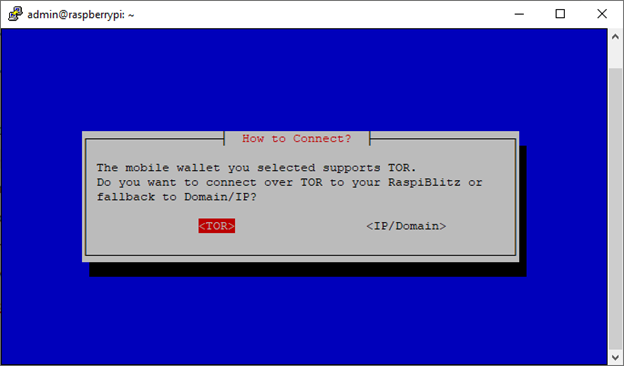 admin@raspberrypi: ~
How to Connect?
The mobile wallet you selected supports TOR.
Do you want to connect over TOR to your RaspiBlitz or
fallback to Domain/IP?
<TOR> <IP/Domain>